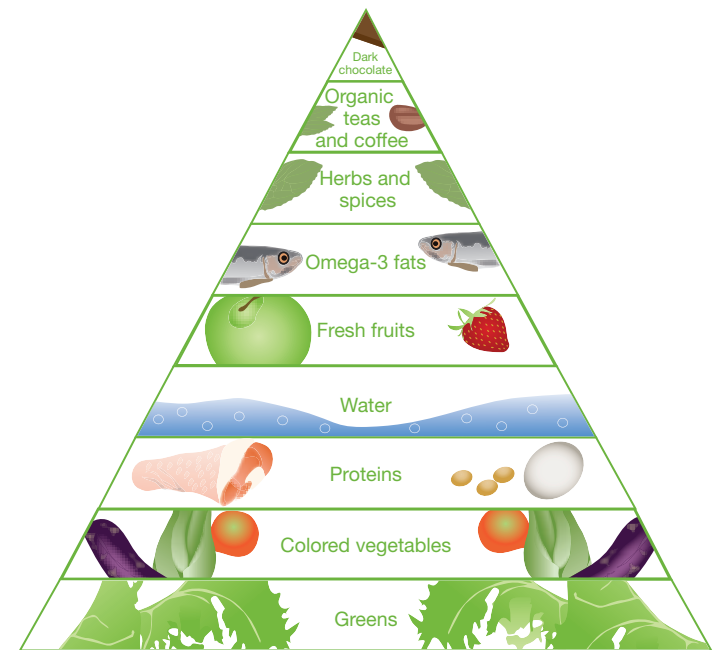 Dark
chocolate
Organic
teas
and coffee
Herbs and
spices
Omega-3 fats
Fresh fruits
Water
Proteins
Colored vegetables
Greens